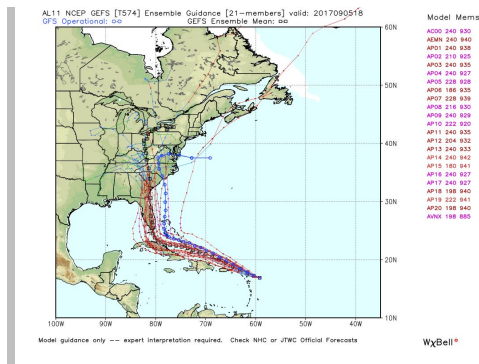 AL11 NCEP GEFS [T574] Ensemble Guidance [21-members] valid: 2017090518
GFS Operational: o-o GEFS Ensemble Mean: o-o
Model Mems
AC00 240 930
AEMN 240 940
AP01 240 938
AP02 210 925
AP03 240 935
AP04 240 927
AP05 228 928
AP06 186 935
AP07 228 939
AP08 216 930
AP09 240 929
AP10 222 920
AP11 240 935
AP12 204 932
AP13 240 933
AP14 240 942
AP15 180 941
AP16 240 927
AP17 240 927
AP18 198 940
AP19 222 941
AP20 198 940
AVNX 198 885
60N
50N
40N
30N
20N
10N
100W 90W 80W 70W 60W 50W 40W
Model guidance only -- expert interpretation required. Check NHC or JTWC Official Forecasts
WxBell